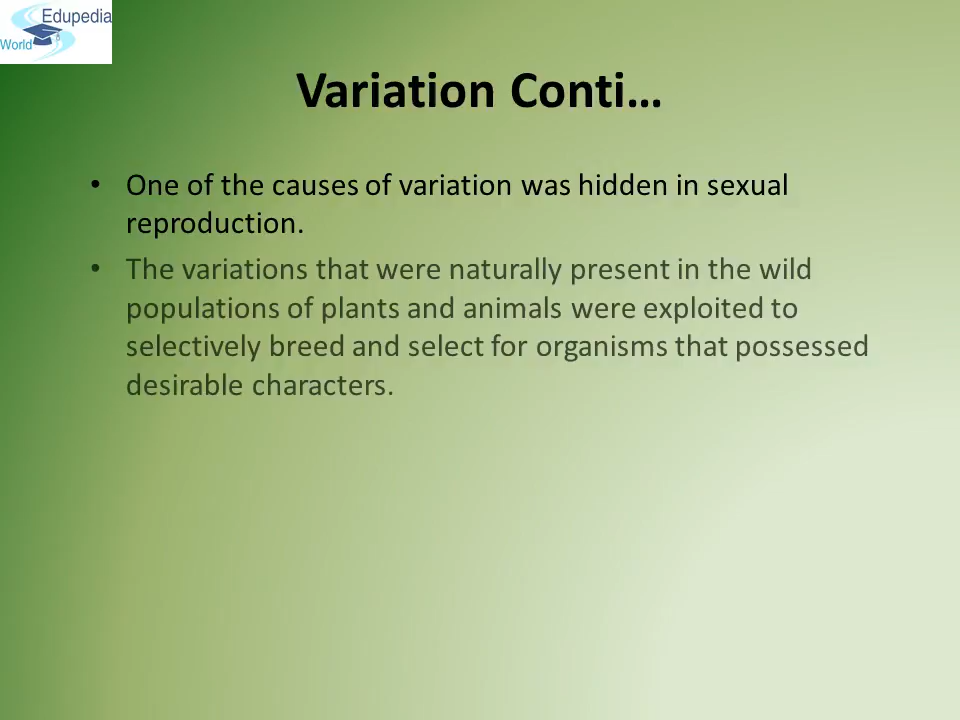 Edupedia
World
Variation Conti…
• One of the causes of variation was hidden in sexual
reproduction.
• The variations that were naturally present in the wild
populations of plants and animals were exploited to
selectively breed and select for organisms that possessed
desirable characters.